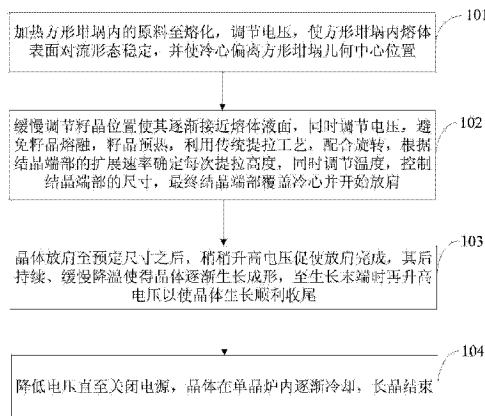 加热方形坩埚内的原料至熔化，调节电压，使方形坩埚内熔体
表面对流形态稳定，并使冷心偏离方形坩埚几何中心位置
101
缓慢调节籽晶位置使其逐渐接近熔体液面，同时调节电压，避
免籽晶熔融，籽晶预热，利用传统提拉工艺，配合旋转，根据
结晶端部的扩展速率确定每次提拉高度，同时调节温度，控制
结晶端部的尺寸，最终结晶端部覆盖冷心并开始放肩
102
晶体放肩至预定尺寸之后，稍稍升高电压促使放肩完成，其后
持续、缓慢降温使得晶体逐渐生长成形，至生长末端时再升高
电压以使晶体生长顺利收尾
103
降低电压直至关闭电源，晶体在单晶炉内逐渐冷却，长晶结束
104